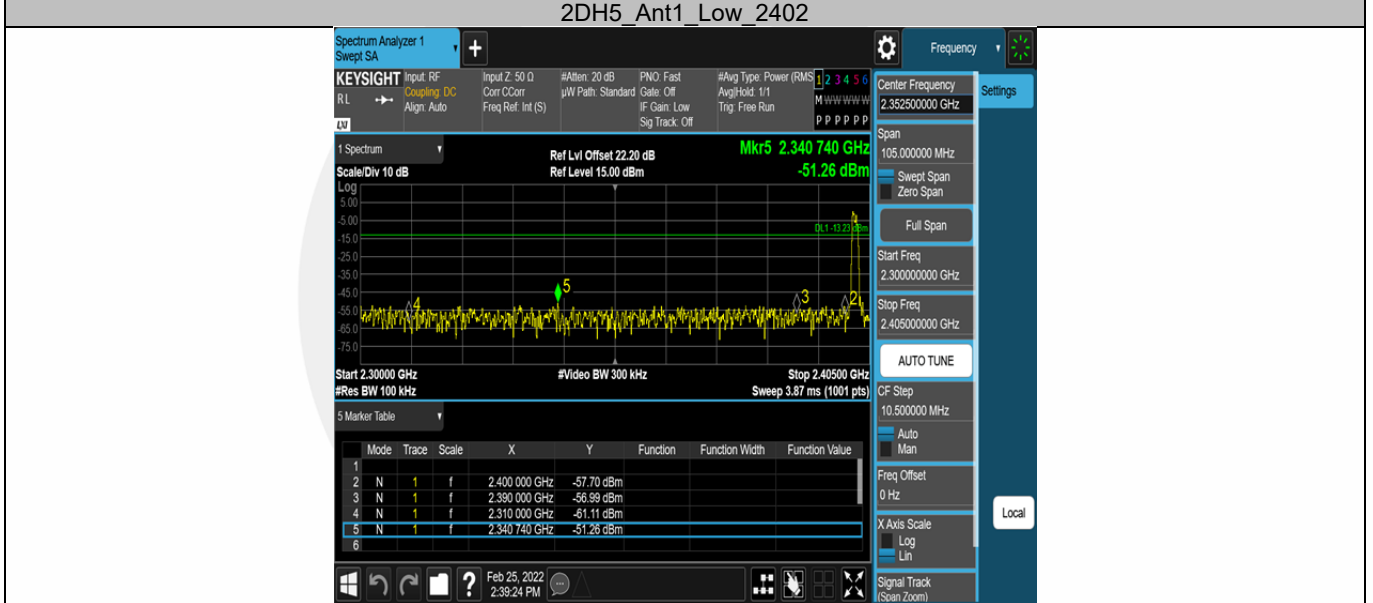 2DH5_Ant1_Low_2402
Spectrum Analyzer 1
Swept SA
+
Frequency
KEYSIGHT
RL
LXI
Input: RF
Coupling: DC
Align: Auto
Input Z: 50 Ω
Corr CCorr
Freq Ref: Int (S)
#Atten: 20 dB
µW Path: Standard
PNO: Fast
Gate: Off
IF Gain: Low
Sig Track: Off
#Avg Type: Power (RMS
Avg|Hold: 1/1
Trig: Free Run
1 2 3 4 5 6
M W W W W W
P P P P P P
1 Spectrum
Scale/Div 10 dB
Ref Lvl Offset 22.20 dB
Ref Level 15.00 dBm
Mkr5 2.340 740 GHz
-51.26 dBm
Log
5.00
-5.00
-15.0
-25.0
-35.0
-45.0
-55.0
-65.0
-75.0
DL1 -13.23 dBm
4
5
3
2
Start 2.30000 GHz
#Res BW 100 kHz
#Video BW 300 kHz
Stop 2.40500 GHz
Sweep 3.87 ms (1001 pts)
5 Marker Table
Mode Trace Scale X Y Function Function Width Function Value
1
2 N 1 f 2.400 000 GHz -57.70 dBm
3 N 1 f 2.390 000 GHz -56.99 dBm
4 N 1 f 2.310 000 GHz -61.11 dBm
5 N 1 f 2.340 740 GHz -51.26 dBm
6
?
Feb 25, 2022
2:39:24 PM
Center Frequency
2.352500000 GHz
Span
105.000000 MHz
Swept Span
Zero Span
Full Span
Start Freq
2.300000000 GHz
Stop Freq
2.405000000 GHz
AUTO TUNE
CF Step
10.500000 MHz
Auto
Man
Freq Offset
0 Hz
X Axis Scale
Log
Lin
Signal Track
(Span Zoom)
Settings
Local